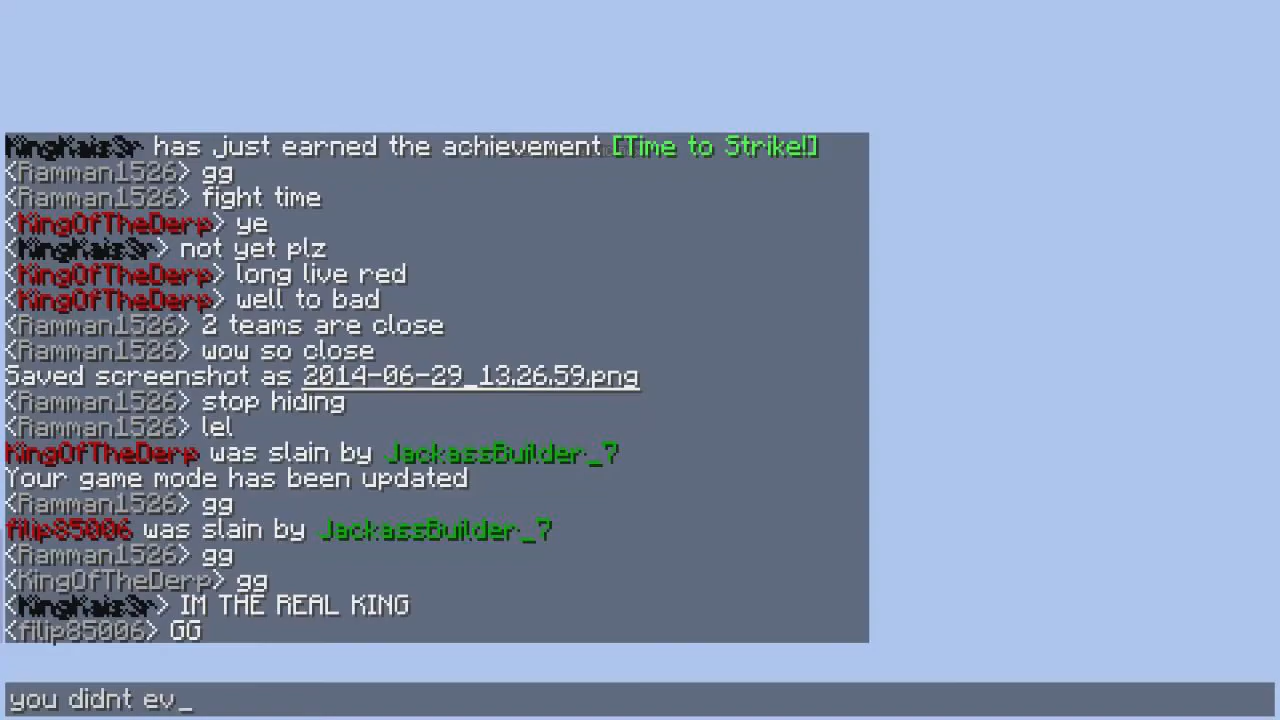 KingKais3r has just earned the achievement [Time to Strike!]
<Ramman1526> gg
<Ramman1526> fight time
<KingOfTheDerp> ye
<KingKais3r> not yet plz
<KingOfTheDerp> long live red
<KingOfTheDerp> well to bad
<Ramman1526> 2 teams are close
<Ramman1526> wow so close
Saved screenshot as 2014-06-29_13.26.59.png
<Ramman1526> stop hiding
<Ramman1526> lel
KingOfTheDerp was slain by JackassBuilder_7
Your game mode has been updated
<Ramman1526> gg
filip85006 was slain by JackassBuilder_7
<Ramman1526> gg
<KingOfTheDerp> gg
<KingKais3r> IM THE REAL KING
<filip85006> GG
you didnt ev_